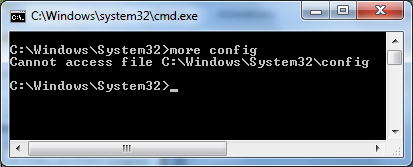 C:\Windows\system32\cmd.exe
C:\Windows\System32>more config
Cannot access file C:\Windows\System32\config
C:\Windows\System32>_